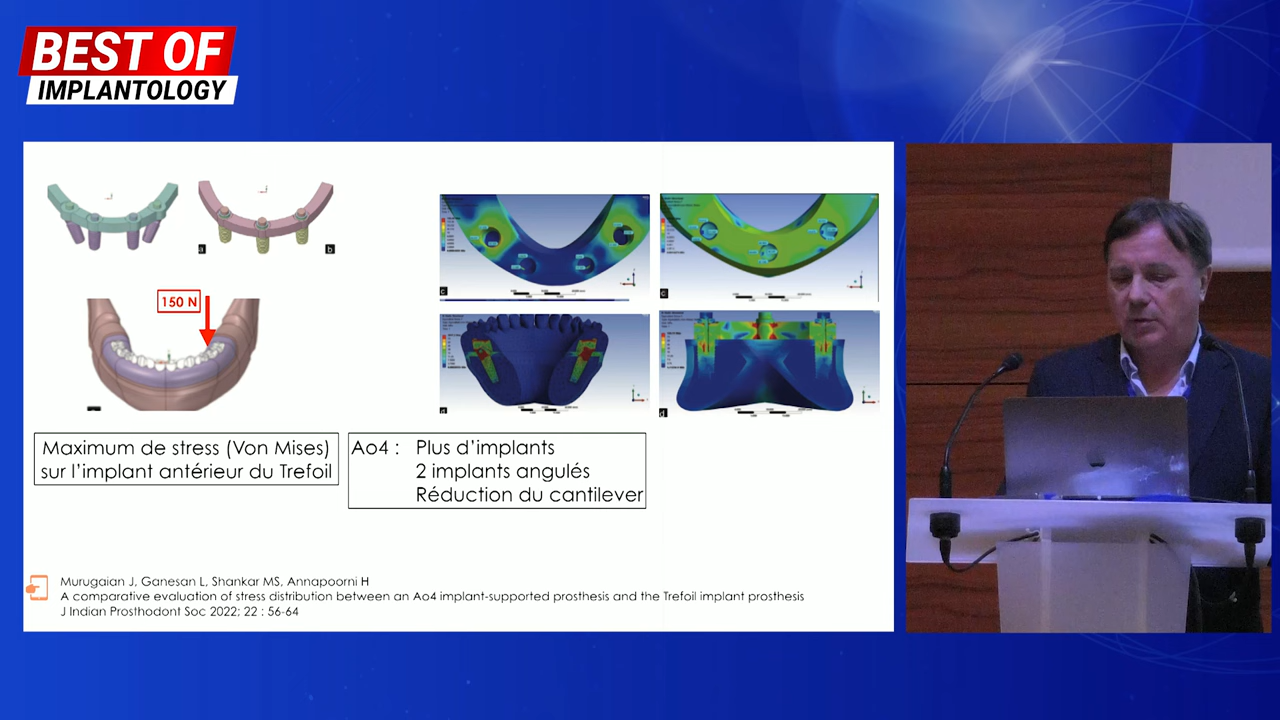 BEST OF
IMPLANTOLOGY
a
b
150 N
c
c
d
d
Maximum de stress (Von Mises)
sur l'implant antérieur du Trefoil
Ao4 : Plus d'implants
2 implants angulés
Réduction du cantilever
Murugaian J, Ganesan L, Shankar MS, Annapoorni H
A comparative evaluation of stress distribution between an Ao4 implant-supported prosthesis and the Trefoil implant prosthesis
J Indian Prosthodont Soc 2022; 22 : 56-64